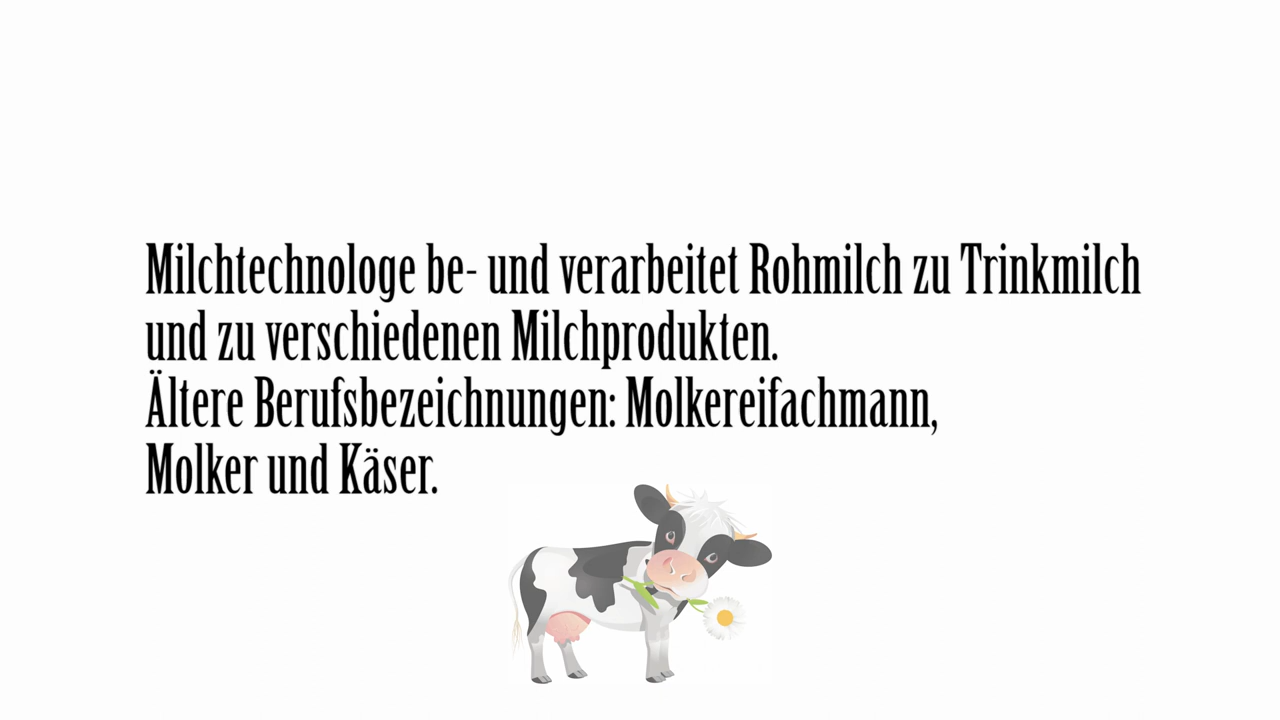 Milchtechnologe be- und verarbeitet Rohmilch zu Trinkmilch
und zu verschiedenen Milchprodukten.
Ältere Berufsbezeichnungen: Molkereifachmann,
Molker und Käser.